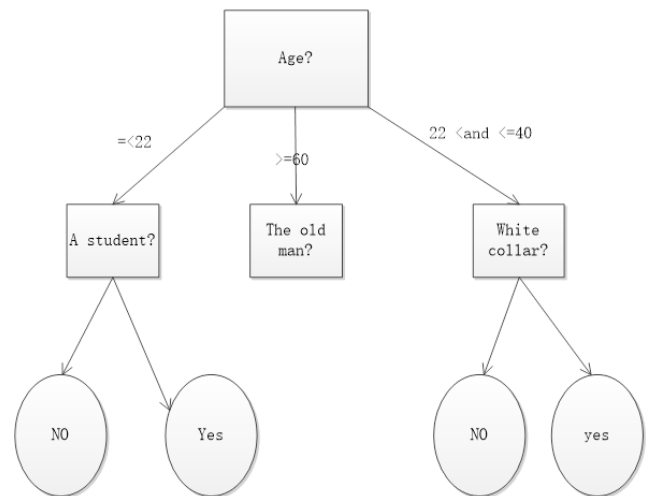 Age?
=<22
>=60
22 <and <=40
A student?
The old
man?
White
collar?
NO
Yes
NO
yes